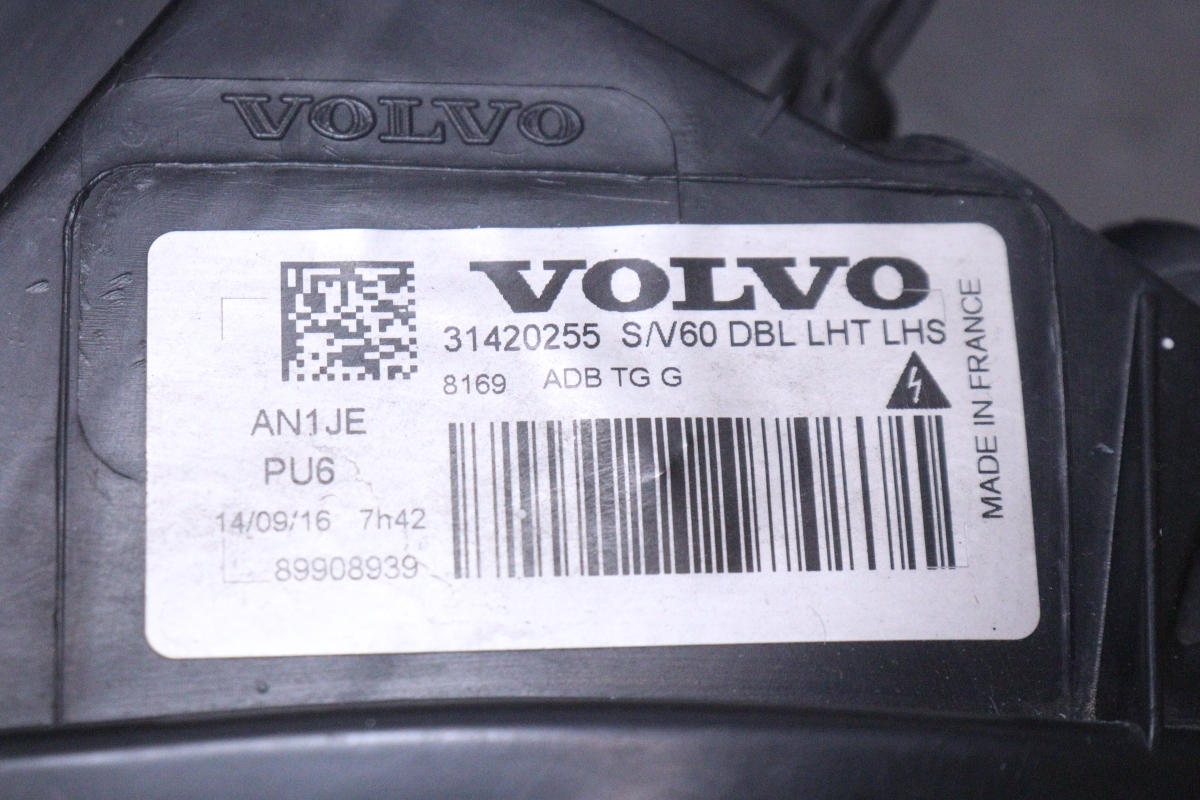 VOLVO
VOLVO
31420255 S/V60 DBL LHT LHS
8169 ADB TG G
AN1JE
PU6
14/09/16 7h42
89908939
MADE IN FRANCE